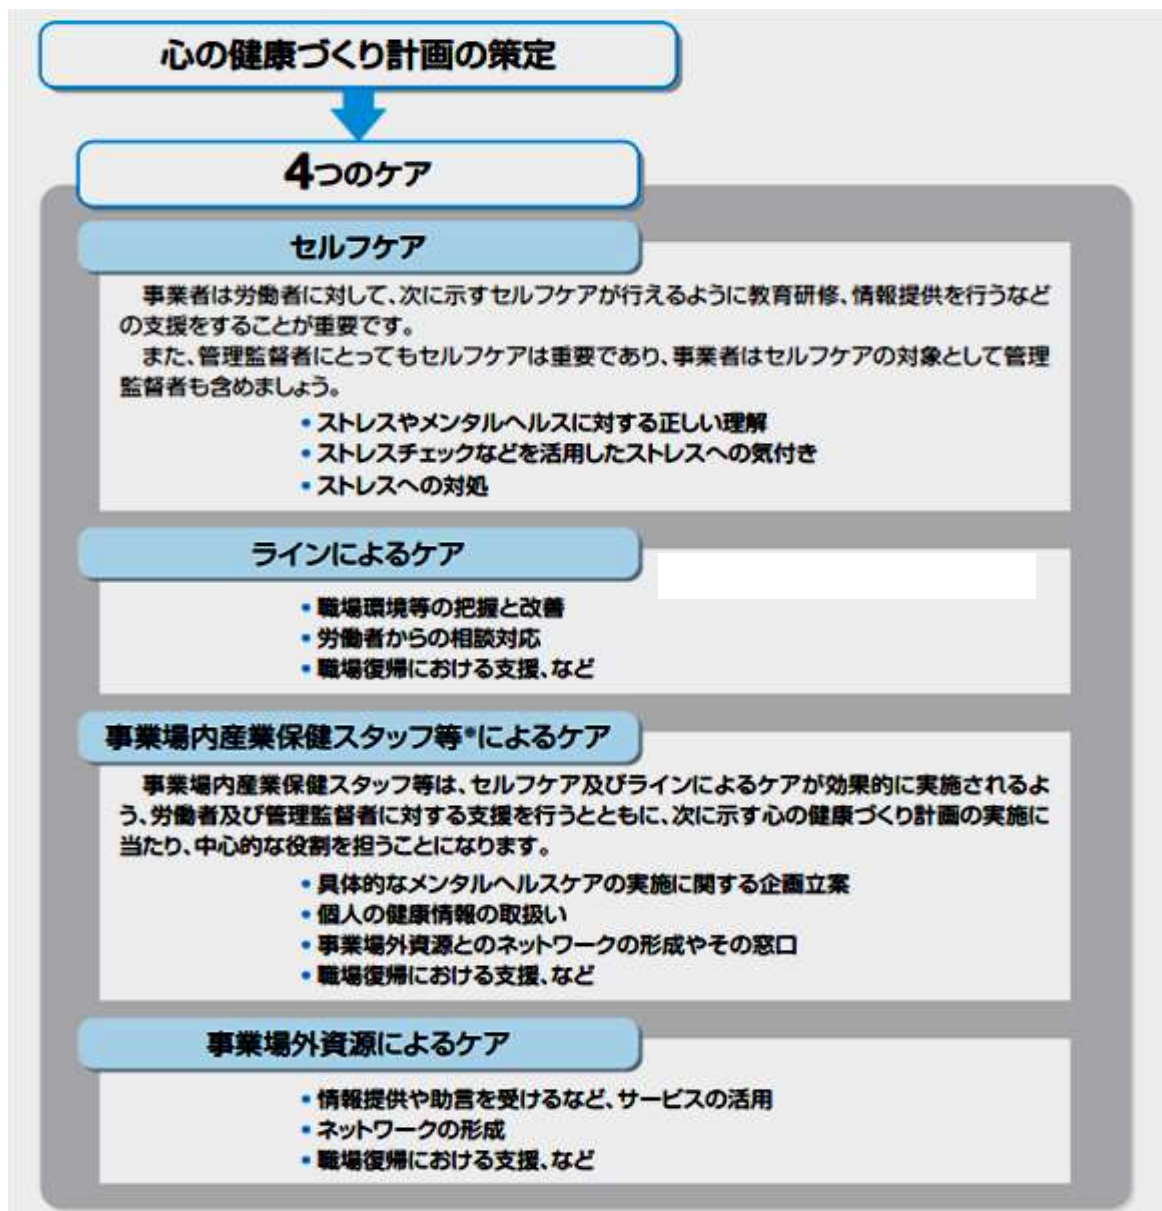 心の健康づくり計画の策定
4つのケア
セルフケア
事業者は労働者に対して、次に示すセルフケアが行えるように教育研修、情報提供を行うなど
の支援をすることが重要です。
また、管理監督者にとってもセルフケアは重要であり、事業者はセルフケアの対象として管理
監督者も含めましょう。
•ストレスやメンタルヘルスに対する正しい理解
•ストレスチェックなどを活用したストレスへの気付き
•ストレスへの対処
ラインによるケア
•職場環境等の把握と改善
•労働者からの相談対応
•職場復帰における支援、など
事業場内産業保健スタッフ等*によるケア
事業場内産業保健スタッフ等は、セルフケア及びラインによるケアが効果的に実施されるよ
う、労働者及び管理監督者に対する支援を行うとともに、次に示す心の健康づくり計画の実施に
当たり、中心的な役割を担うことになります。
•具体的なメンタルヘルスケアの実施に関する企画立案
•個人の健康情報の取扱い
•事業場外資源とのネットワークの形成やその窓口
•職場復帰における支援、など
事業場外資源によるケア
•情報提供や助言を受けるなど、サービスの活用
•ネットワークの形成
•職場復帰における支援、など